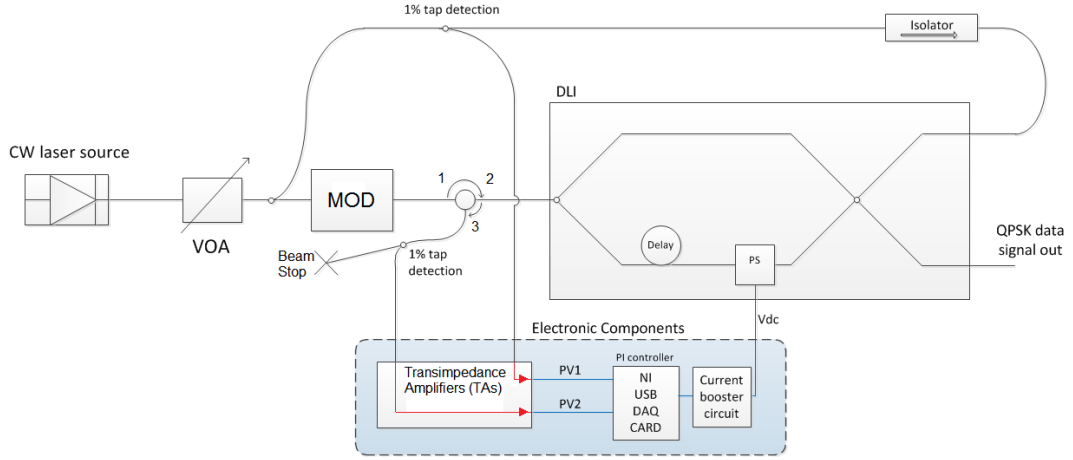 1% tap detection
Isolator
DLI
CW laser source
1
2
MOD
3
VOA
Beam
Stop
1% tap
detection
Delay
PS
QPSK data
signal out
Vdc
Electronic Components
Transimpedance
Amplifiers (TAs)
PV1
PV2
PI controller
NI
USB
DAQ
CARD
Current
booster
circuit